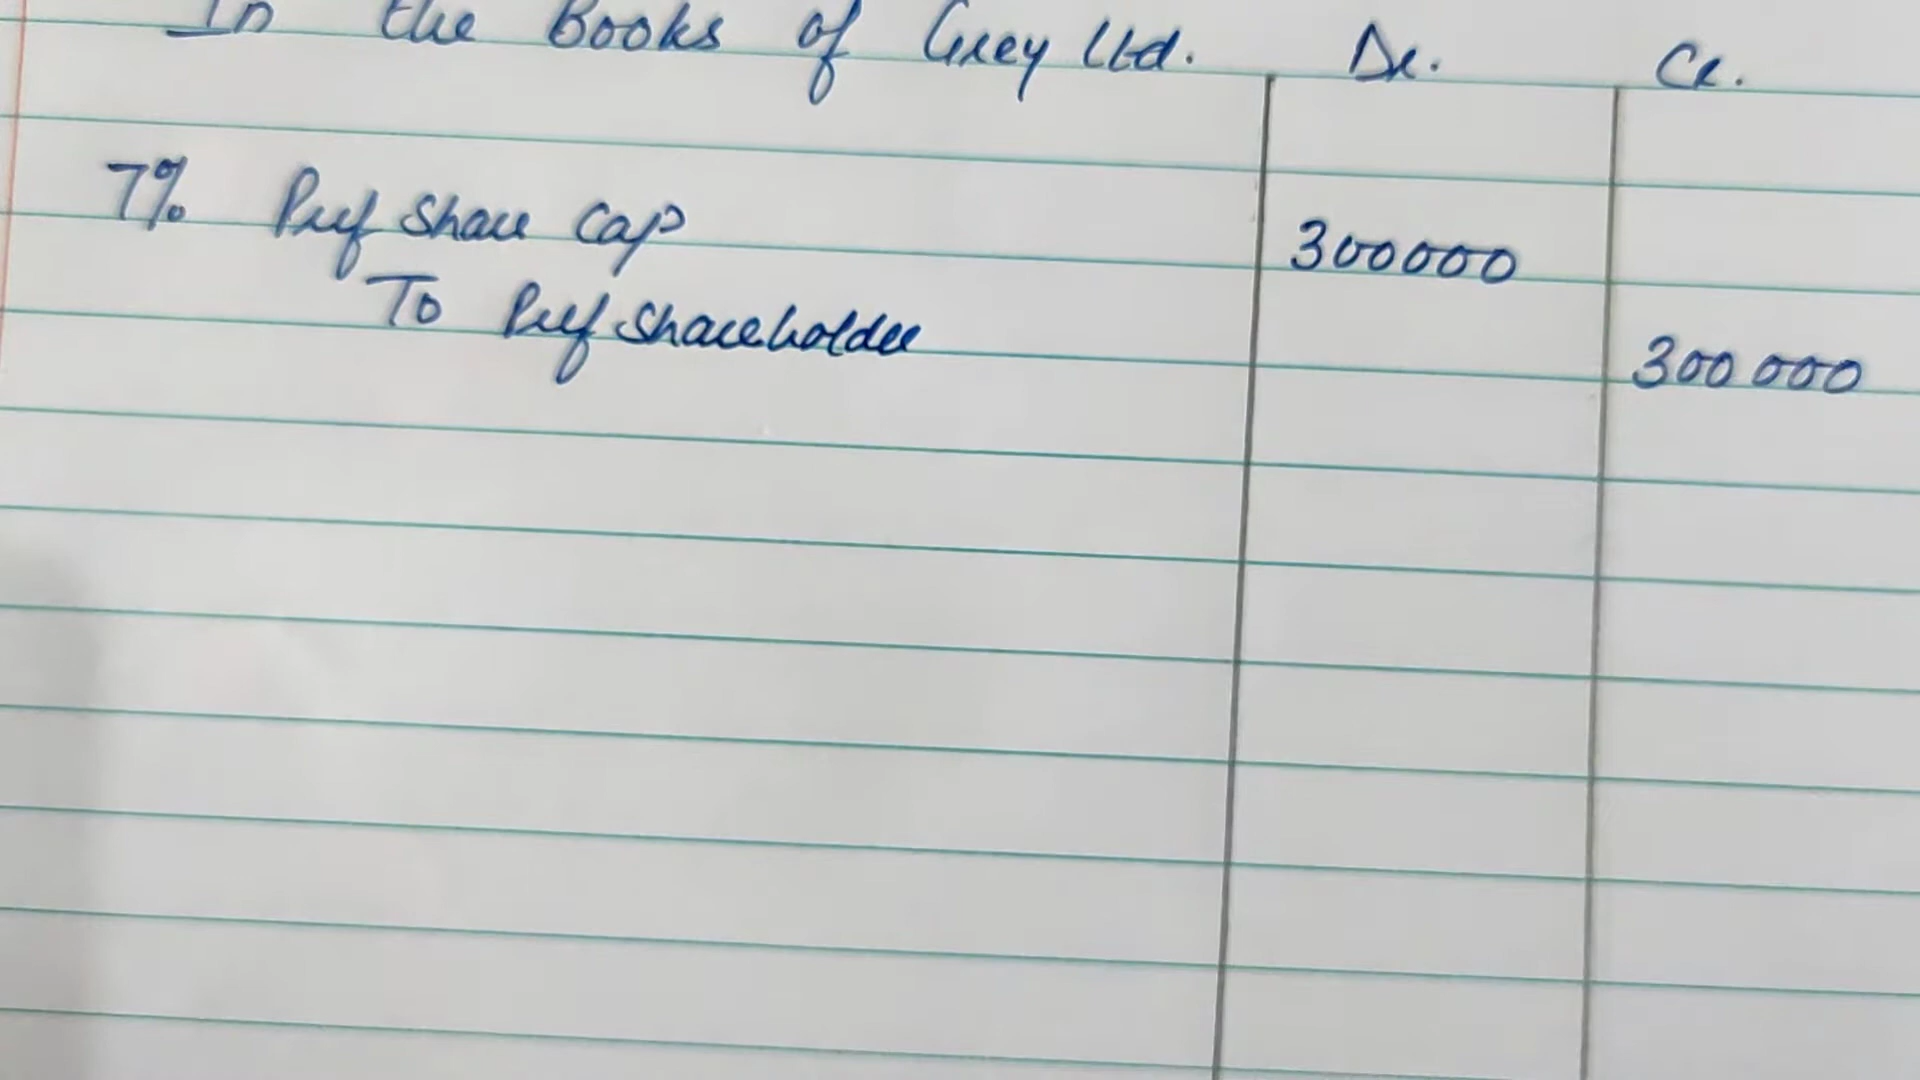 In the Books of Grey Ltd. Dr. Cr.
7% Pref Share Cap 300000
To Pref Shareholder 300000